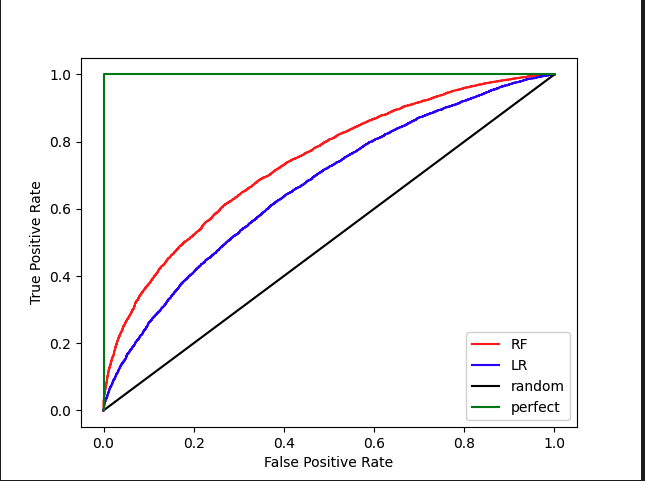 1.0
0.8
0.6
0.4
0.2
0.0
True Positive Rate
RF
LR
random
perfect
0.0 0.2 0.4 0.6 0.8 1.0
False Positive Rate